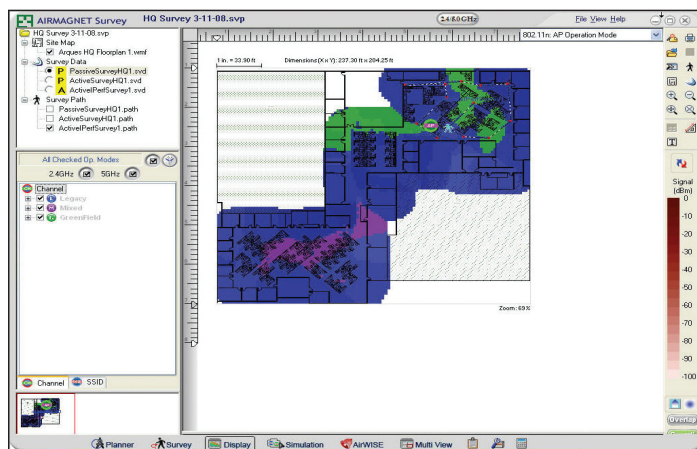 AIRMAGNET Survey HQ Survey 3-11-08.svp 2.4/5.0 GHz File View Help
HQ Survey 3-11-08.svp
Site Map
Arques HQ Floorplan 1.wmf
Survey Data
P PassiveSurveyHQ1.svd
P ActiveSurveyHQ1.svd
A ActivelPerfSurvey1.svd
Survey Path
PassiveSurveyHQ1.path
ActiveSurveyHQ1.path
ActivelPerfSurvey1.path
All Checked Op. Modes
2.4GHz 5GHz
Channel
Legacy
Mixed
GreenField
Channel SSID
802.11n: AP Operation Mode
1 in. = 33.90 ft Dimensions(X x Y): 237.30 ft x 204.25 ft
AP
Zoom: 69%
Signal
(dBm)
0
-10
-20
-30
-40
-50
-60
-70
-80
-90
-100
Overlap
Planner Survey Display Simulation AirWISE Multi View